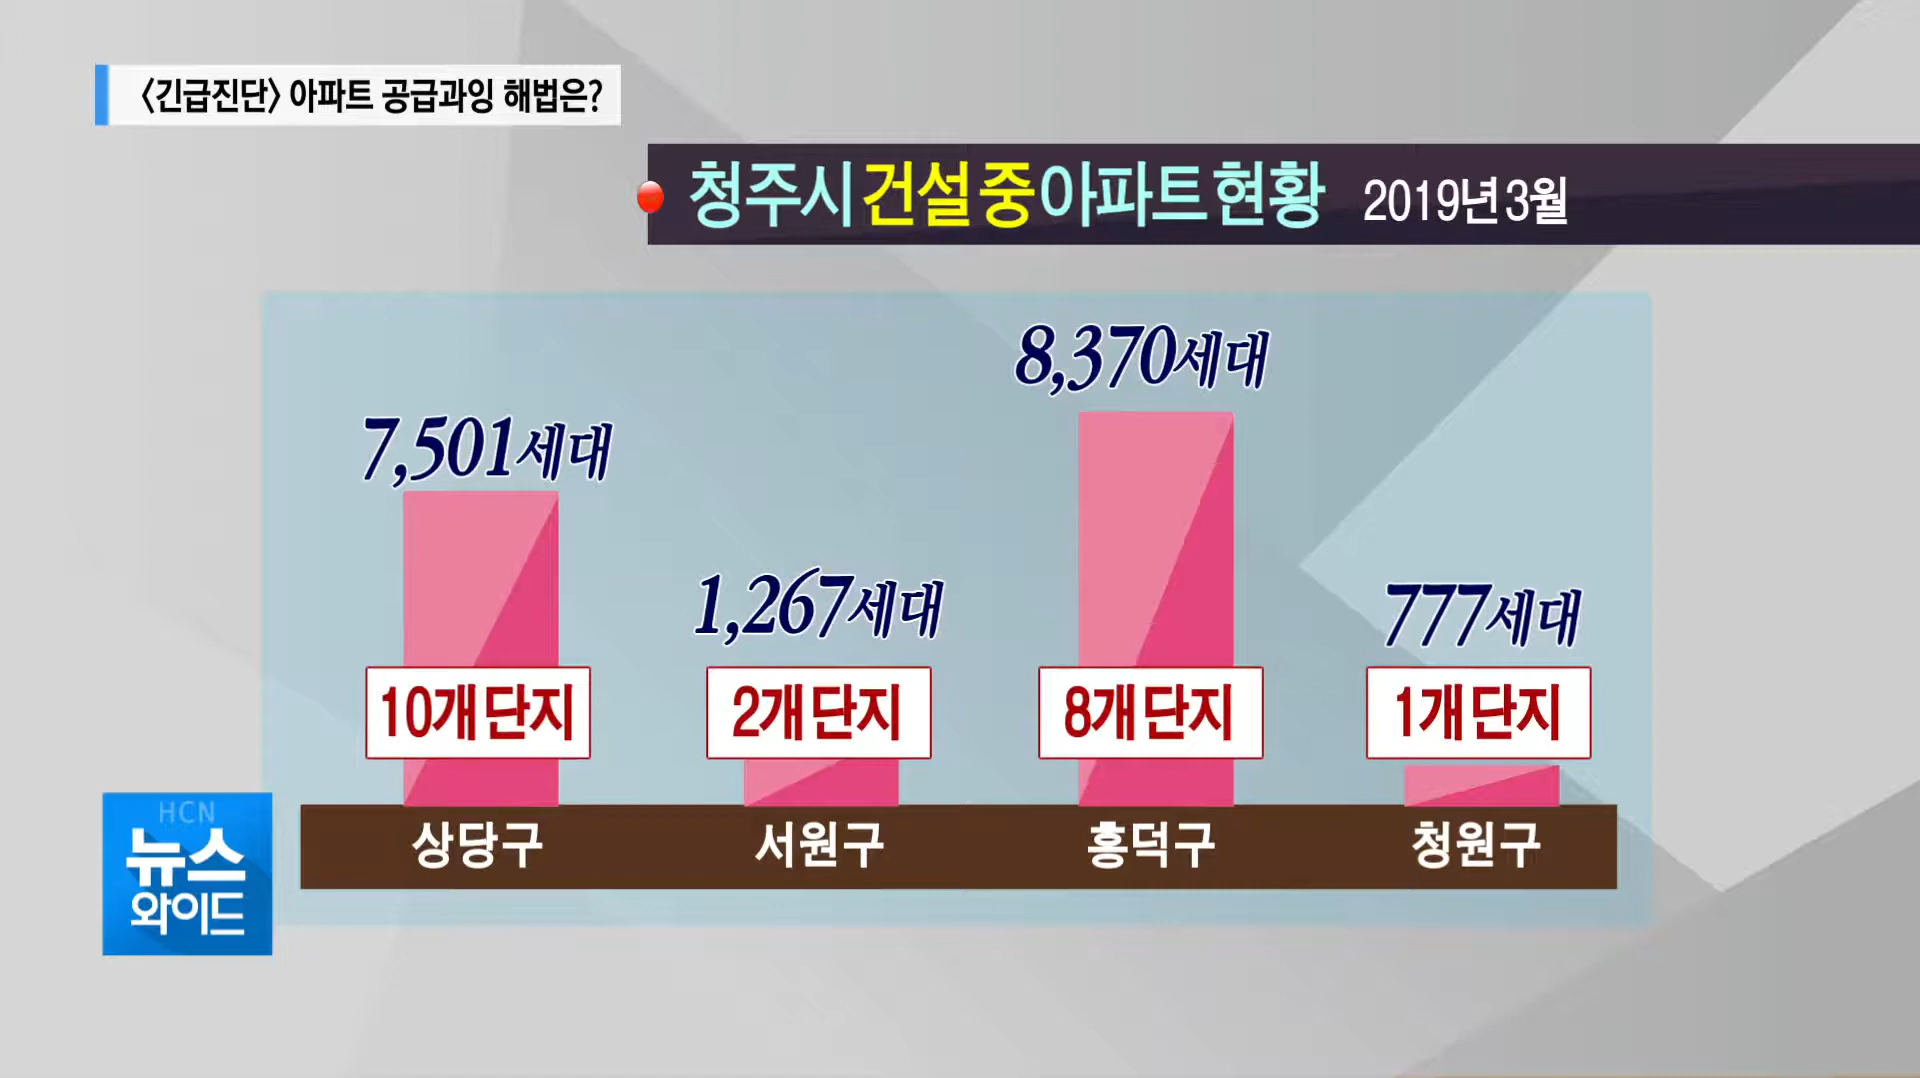 <긴급진단> 아파트 공급과잉 해법은?
청주시 건설 중 아파트 현황 2019년 3월
7,501세대
1,267세대
8,370세대
777세대
10개 단지
2개 단지
8개 단지
1개 단지
상당구
서원구
흥덕구
청원구
HCN
뉴스
와이드